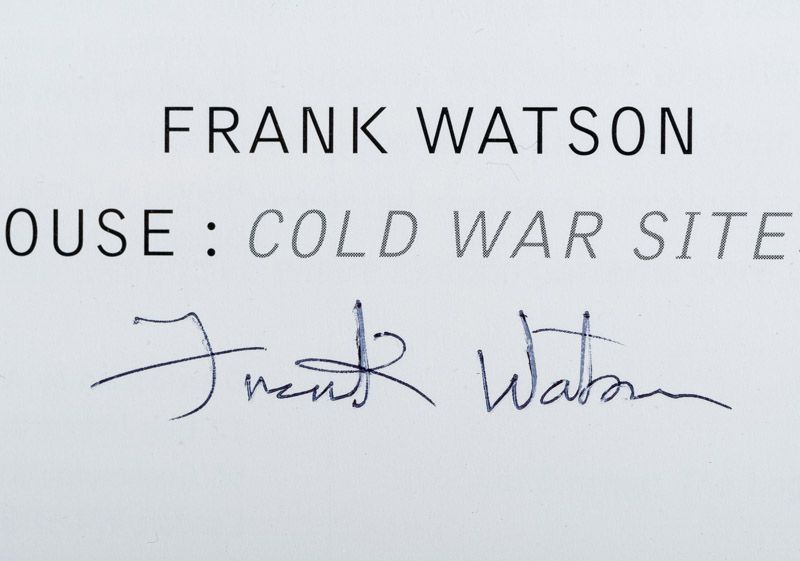 FRANK WATSON
OUSE : COLD WAR SITE
Frank Watson